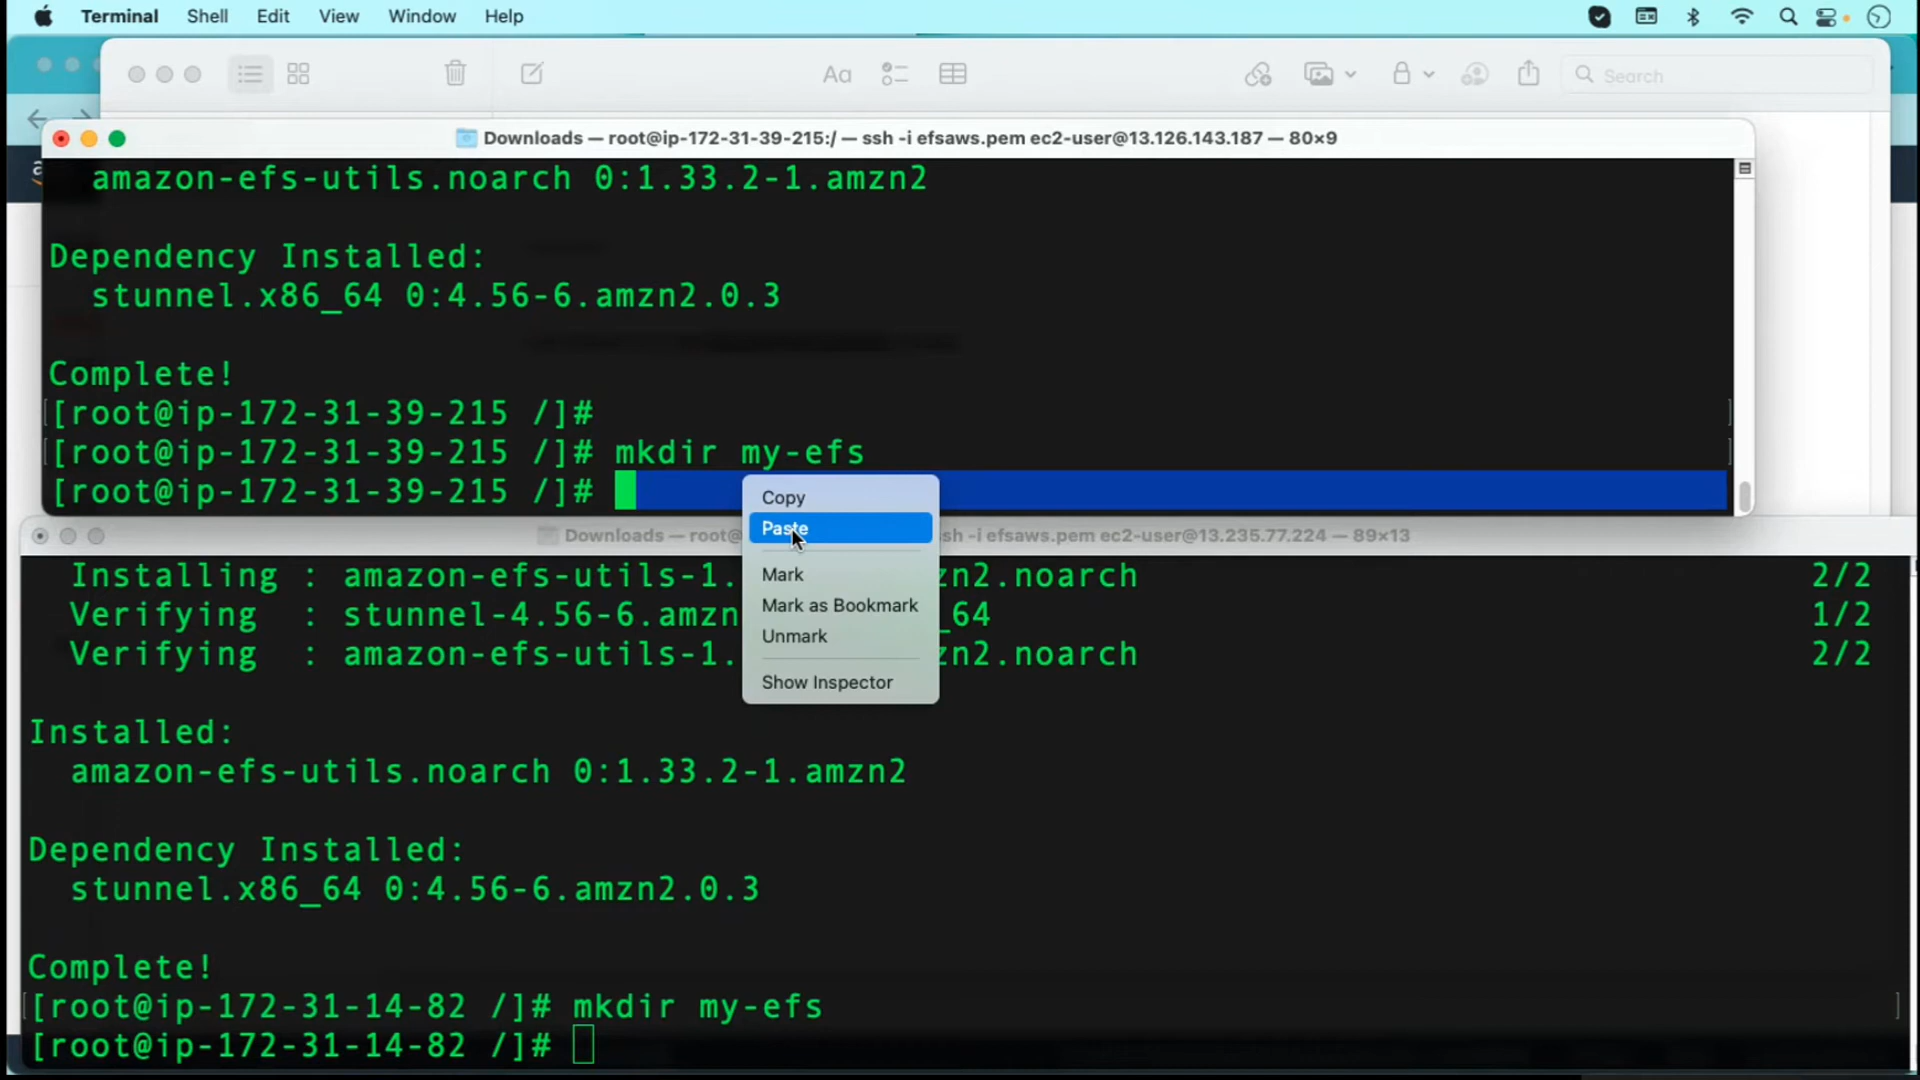 Terminal Shell Edit View Window Help
Aa
Search
Downloads — root@ip-172-31-39-215:/ — ssh -i efsaws.pem ec2-user@13.126.143.187 — 80×9
amazon-efs-utils.noarch 0:1.33.2-1.amzn2
Dependency Installed:
stunnel.x86_64 0:4.56-6.amzn2.0.3
Complete!
[[root@ip-172-31-39-215 /]# ]
[[root@ip-172-31-39-215 /]# mkdir my-efs ]
[root@ip-172-31-39-215 /]#
Copy
Paste
Mark
Mark as Bookmark
Unmark
Show Inspector
Downloads — root@ sh -i efsaws.pem ec2-user@13.235.77.224 — 89×13
Installing : amazon-efs-utils-1. zn2.noarch 2/2
Verifying : stunnel-4.56-6.amzn _64 1/2
Verifying : amazon-efs-utils-1. zn2.noarch 2/2
Installed:
amazon-efs-utils.noarch 0:1.33.2-1.amzn2
Dependency Installed:
stunnel.x86_64 0:4.56-6.amzn2.0.3
Complete!
[[root@ip-172-31-14-82 /]# mkdir my-efs ]
[root@ip-172-31-14-82 /]#